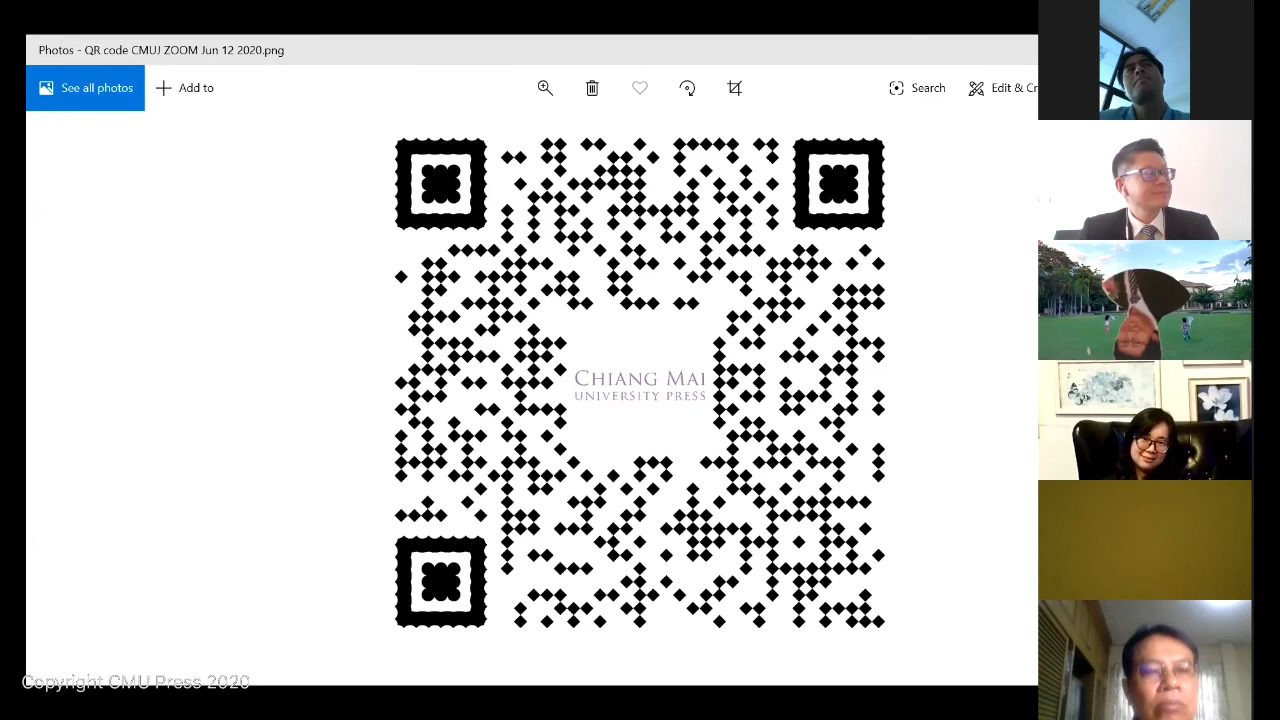 Photos - QR code CMUJ ZOOM Jun 12 2020.png
See all photos
Add to
Search
Edit & Cr
CHIANG MAI
UNIVERSITY PRESS
Copyright CMU Press 2020